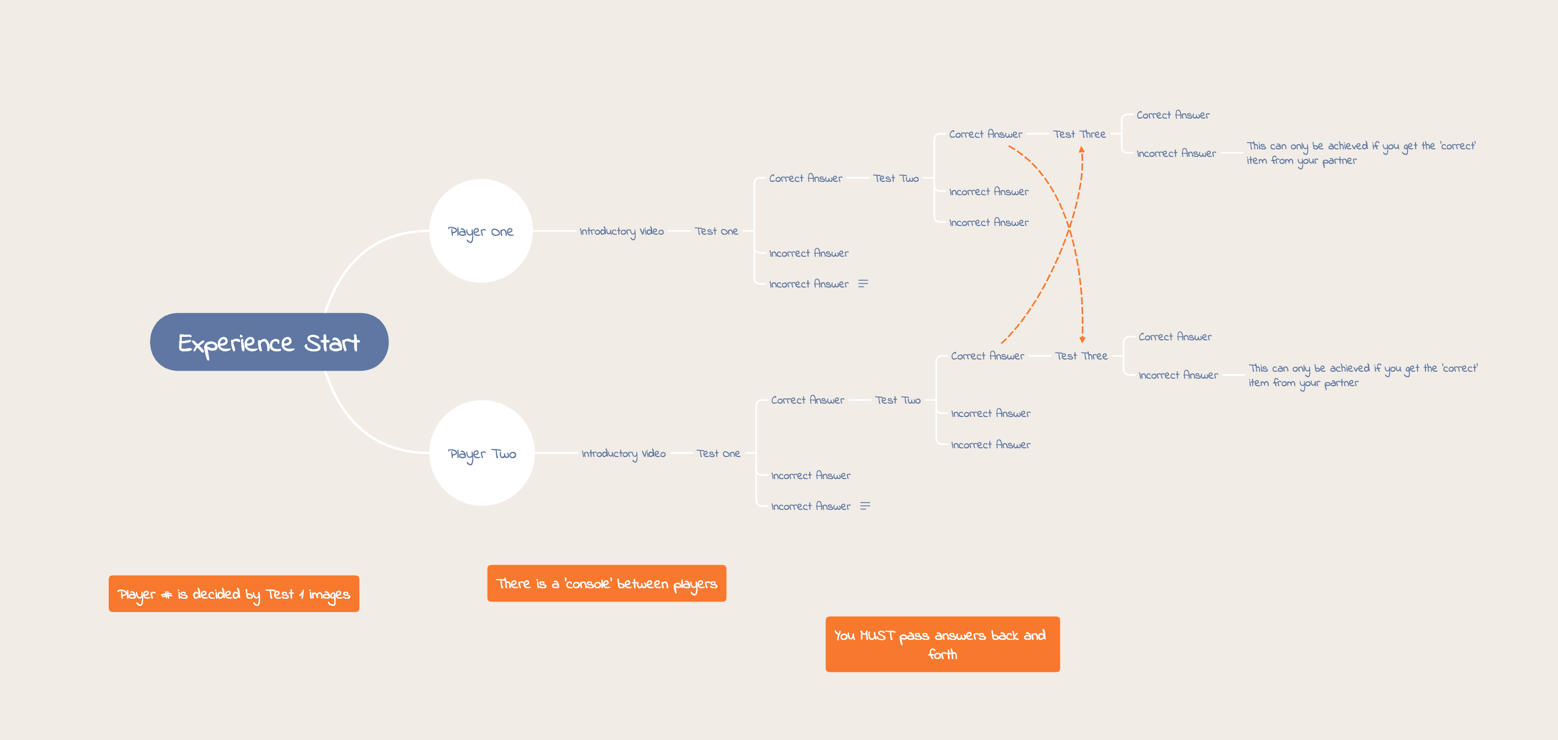 Experience Start
Player One
Introductory Video
Test One
Correct Answer
Test Two
Correct Answer
Test Three
Correct Answer
Incorrect Answer
This can only be achieved if you get the 'correct'
item from your partner
Incorrect Answer
Incorrect Answer
Incorrect Answer
Incorrect Answer
Player Two
Introductory Video
Test One
Correct Answer
Test Two
Correct Answer
Test Three
Correct Answer
Incorrect Answer
This can only be achieved if you get the 'correct'
item from your partner
Incorrect Answer
Incorrect Answer
Incorrect Answer
Incorrect Answer
Player # is decided by Test 1 images
There is a 'console' between players
You MUST pass answers back and
forth